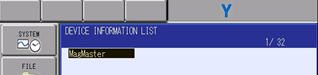 Y
SYSTEM
DEVICE INFORMATION LIST
1/ 32
MagMaster
FILE